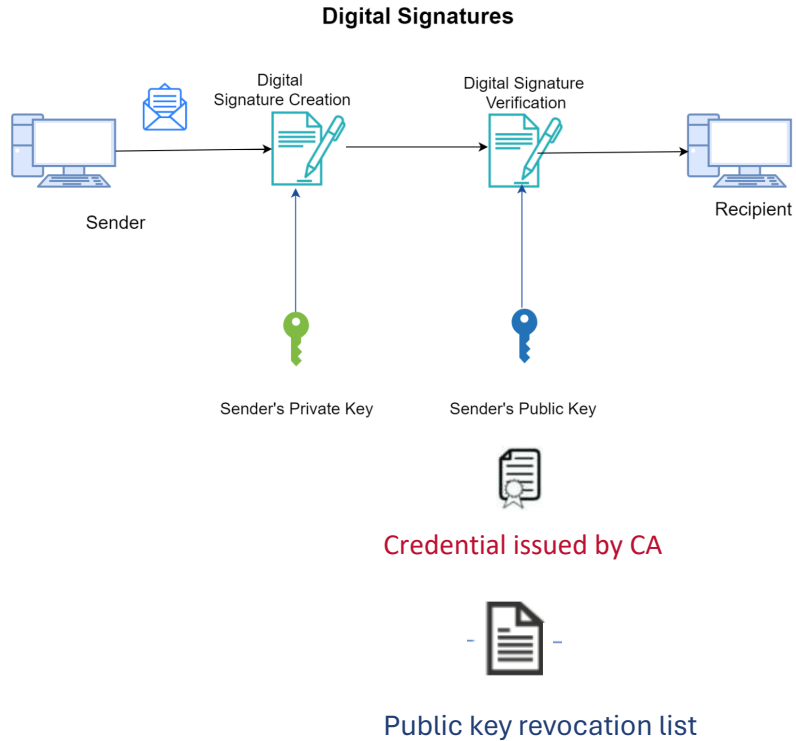 Digital Signatures
Digital
Signature Creation
Digital Signature
Verification
Sender
Recipient
Sender's Private Key
Sender's Public Key
Credential issued by CA
Public key revocation list